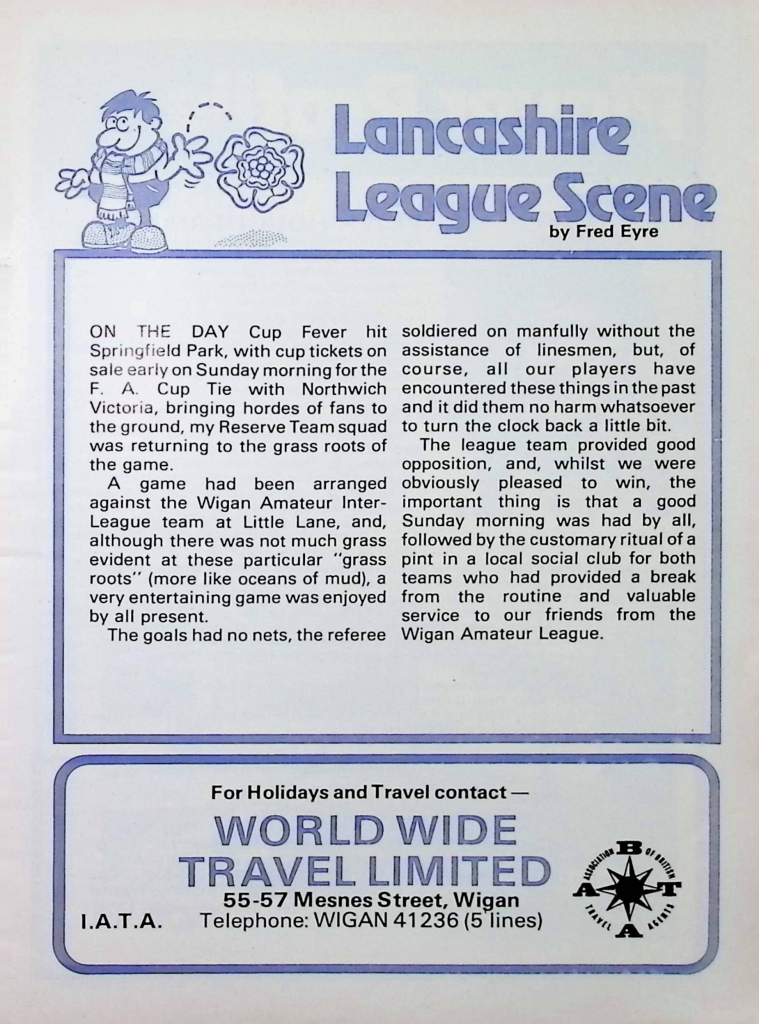 Lancashire
League Scene
by Fred Eyre
ON THE DAY Cup Fever hit
Springfield Park, with cup tickets on
sale early on Sunday morning for the
F. A. Cup Tie with Northwich
Victoria, bringing hordes of fans to
the ground, my Reserve Team squad
was returning to the grass roots of
the game.
A game had been arranged
against the Wigan Amateur Inter-
League team at Little Lane, and,
although there was not much grass
evident at these particular "grass
roots" (more like oceans of mud), a
very entertaining game was enjoyed
by all present.
The goals had no nets, the referee
soldiered on manfully without the
assistance of linesmen, but, of
course, all our players have
encountered these things in the past
and it did them no harm whatsoever
to turn the clock back a little bit.
The league team provided good
opposition, and, whilst we were
obviously pleased to win, the
important thing is that a good
Sunday morning was had by all,
followed by the customary ritual of a
pint in a local social club for both
teams who had provided a break
from the routine and valuable
service to our friends from the
Wigan Amateur League.
For Holidays and Travel contact —
WORLD WIDE
TRAVEL LIMITED
55-57 Mesnes Street, Wigan
I.A.T.A.
Telephone: WIGAN 41236 (5 lines)
ASSOCIATION OF BRITISH
TRAVEL AGENTS
A B T A